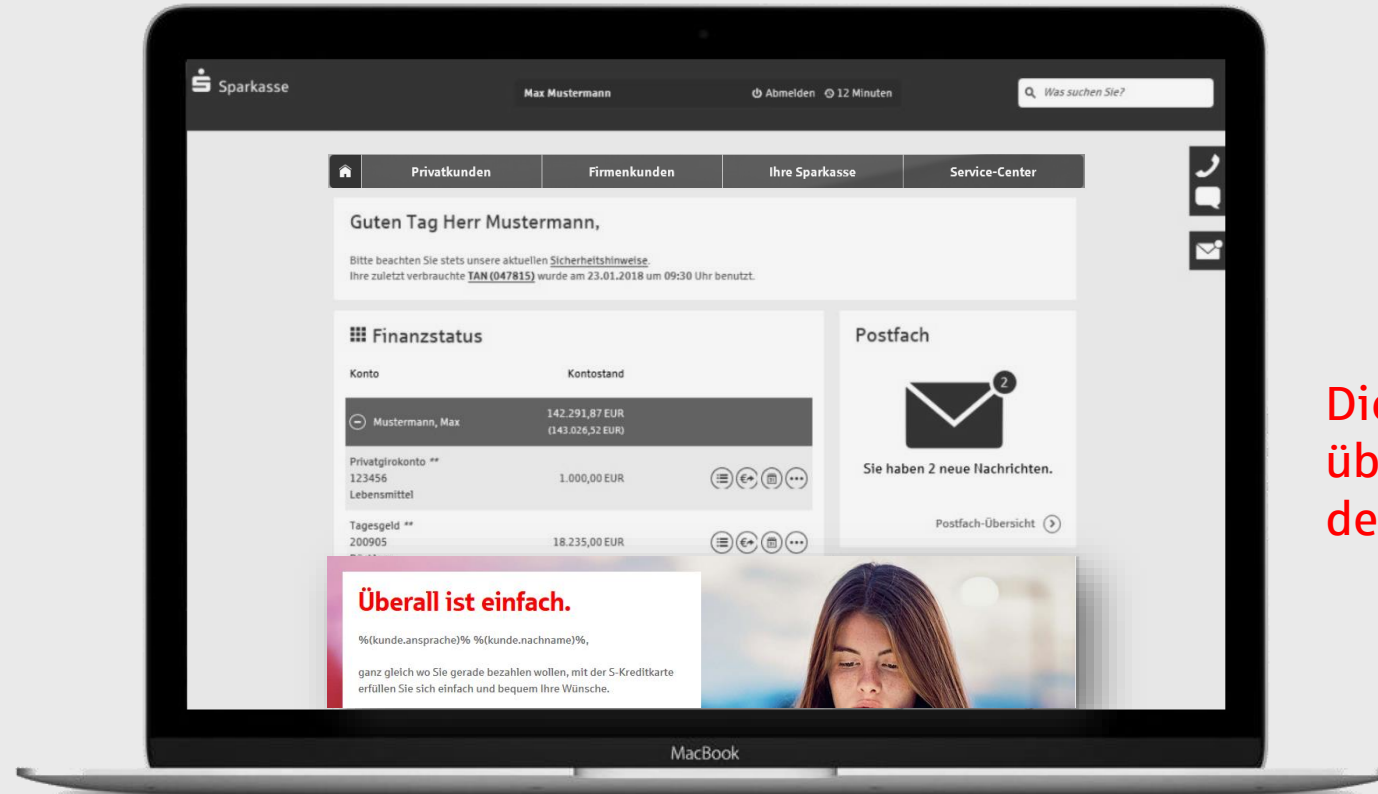 Sparkasse
Max Mustermann
Abmelden 12 Minuten
Was suchen Sie?
Privatkunden Firmenkunden Ihre Sparkasse Service-Center
Guten Tag Herr Mustermann,
Bitte beachten Sie stets unsere aktuellen Sicherheitshinweise.
Ihre zuletzt verbrauchte TAN (047815) wurde am 23.01.2018 um 09:30 Uhr benutzt.
Finanzstatus
Konto Kontostand
Mustermann, Max 142.291,87 EUR
(143.026,52 EUR)
Privatgirokonto **
123456 1.000,00 EUR
Lebensmittel
Tagesgeld **
200905 18.235,00 EUR
Postfach
2
Sie haben 2 neue Nachrichten.
Postfach-Übersicht
Überall ist einfach.
%(kunde.ansprache)% %(kunde.nachname)%,
ganz gleich wo Sie gerade bezahlen wollen, mit der S-Kreditkarte
erfüllen Sie sich einfach und bequem Ihre Wünsche.
MacBook